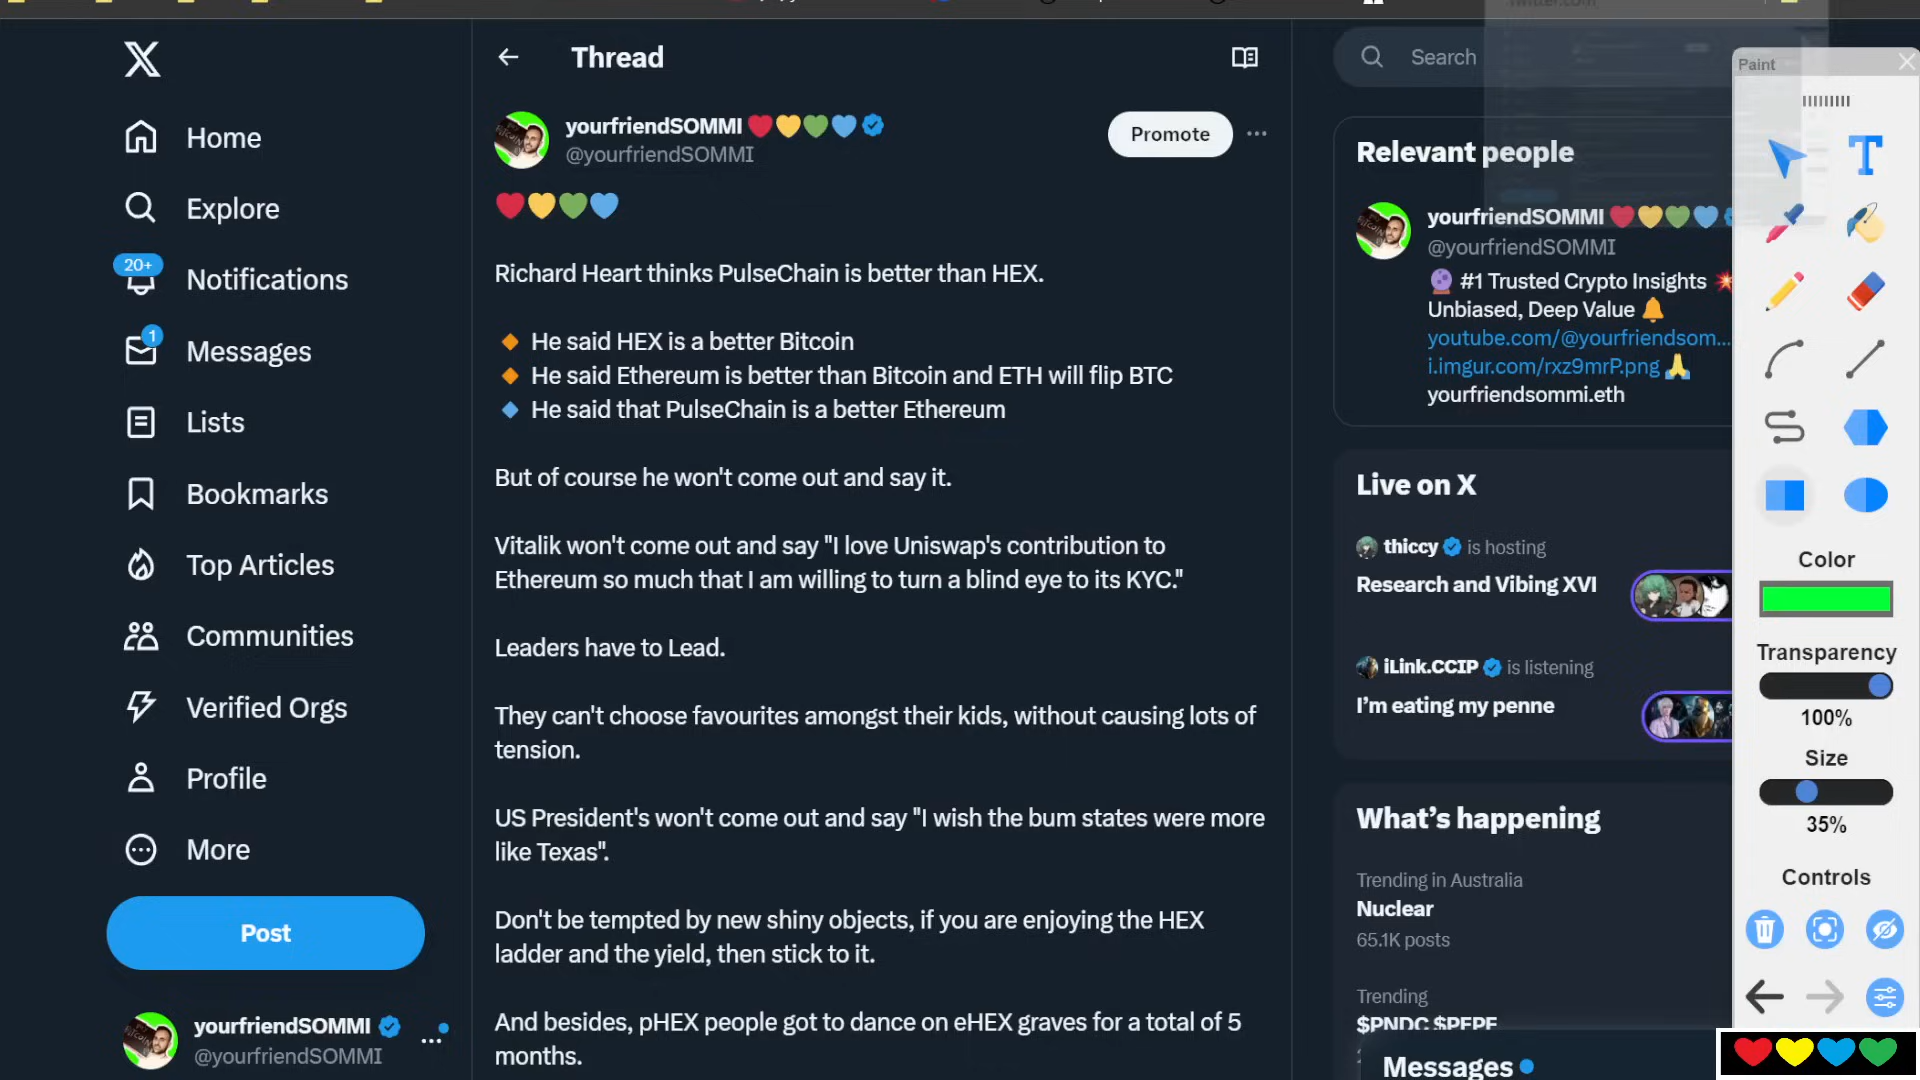 Home
Explore
20+
Notifications
1
Messages
Lists
Bookmarks
Top Articles
Communities
Verified Orgs
Profile
More
Post
yourfriendSOMMI
@yourfriendSOMMI
Thread
yourfriendSOMMI
@yourfriendSOMMI
Promote
Richard Heart thinks PulseChain is better than HEX.
He said HEX is a better Bitcoin
He said Ethereum is better than Bitcoin and ETH will flip BTC
He said that PulseChain is a better Ethereum
But of course he won't come out and say it.
Vitalik won't come out and say "I love Uniswap's contribution to
Ethereum so much that I am willing to turn a blind eye to its KYC."
Leaders have to Lead.
They can't choose favourites amongst their kids, without causing lots of
tension.
US President's won't come out and say "I wish the bum states were more
like Texas".
Don't be tempted by new shiny objects, if you are enjoying the HEX
ladder and the yield, then stick to it.
And besides, pHEX people got to dance on eHEX graves for a total of 5
months.
Search
Relevant people
yourfriendSOMMI
@yourfriendSOMMI
#1 Trusted Crypto Insights
Unbiased, Deep Value
youtube.com/@yourfriendsom...
i.imgur.com/rxz9mrP.png
yourfriendsommi.eth
Live on X
thiccy is hosting
Research and Vibing XVI
iLink.CCIP is listening
I'm eating my penne
What's happening
Trending in Australia
Nuclear
65.1K posts
Trending
$PNDC $PEPE
Messages
Paint
T
Color
Transparency
100%
Size
35%
Controls